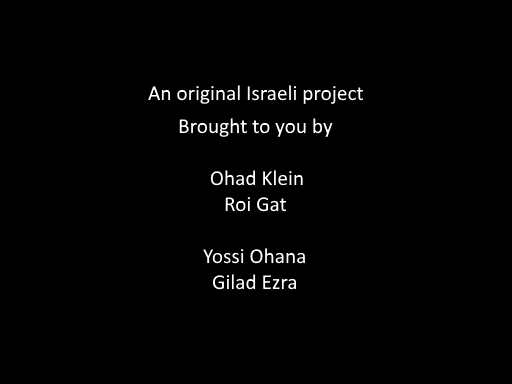 An original Israeli project
Brought to you by
Ohad Klein
Roi Gat
Yossi Ohana
Gilad Ezra